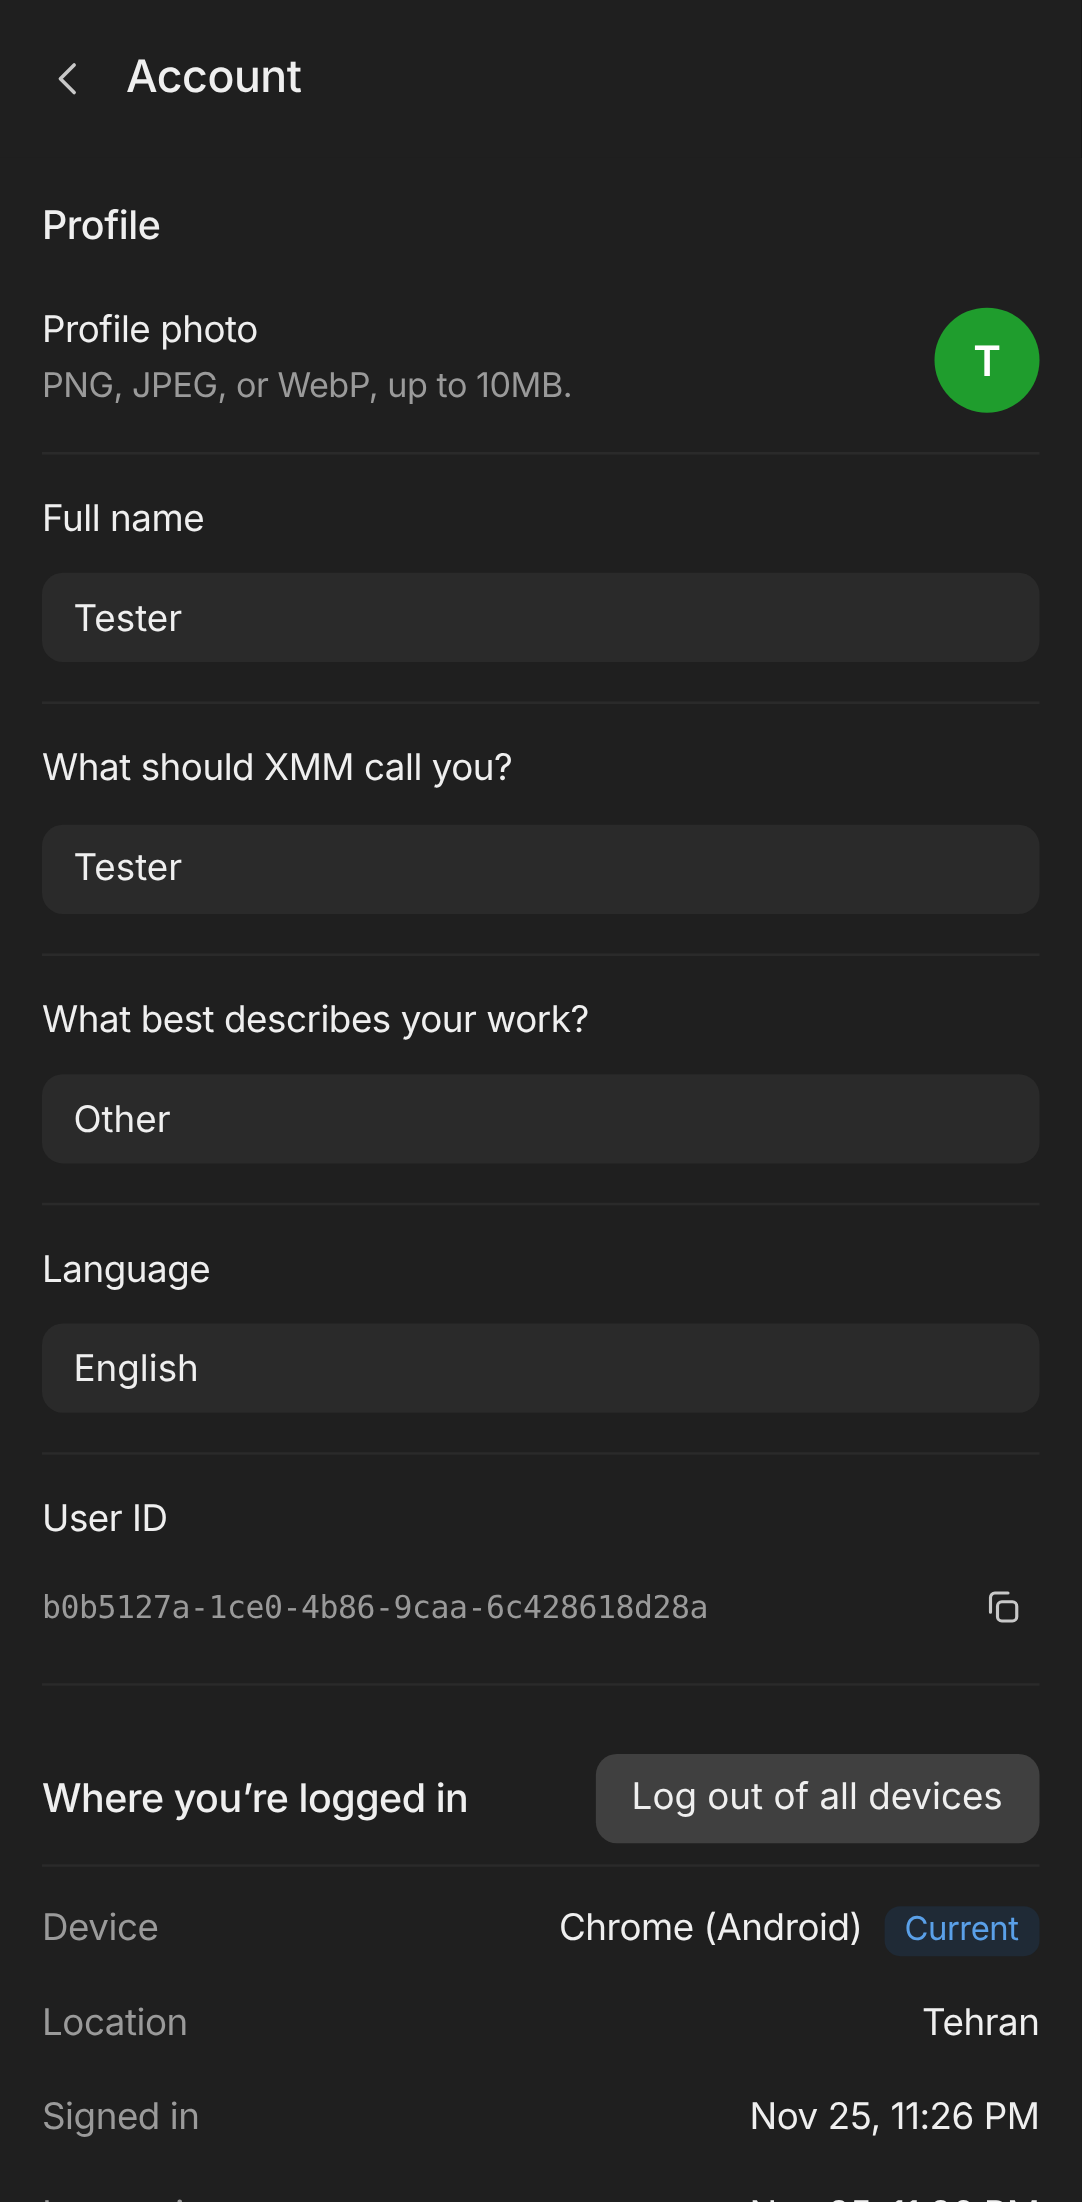 Account
Profile
Profile photo
PNG, JPEG, or WebP, up to 10MB.
T
Full name
Tester
What should XMM call you?
Tester
What best describes your work?
Other
Language
English
User ID
b0b5127a-1ce0-4b86-9caa-6c428618d28a
Where you’re logged in
Log out of all devices
Device
Chrome (Android) Current
Location
Tehran
Signed in
Nov 25, 11:26 PM